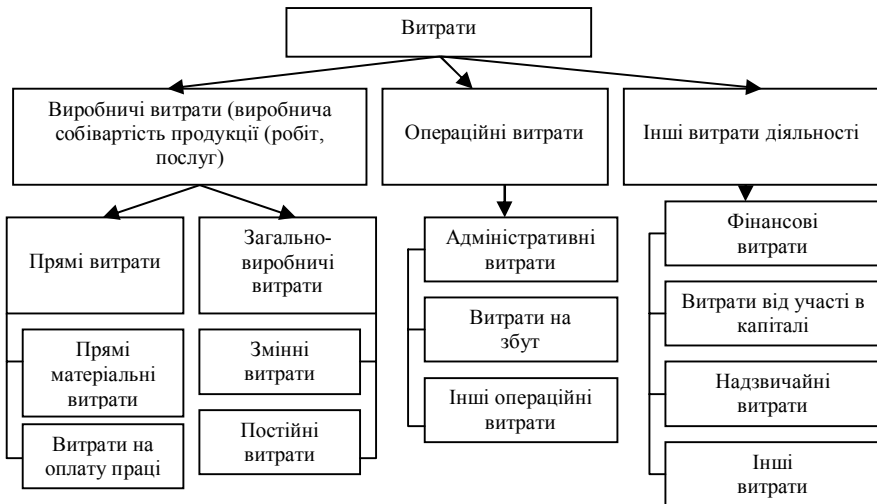 Витрати
Виробничі витрати (виробнича
собівартість продукції (робіт,
послуг)
Операційні витрати
Інші витрати діяльності
Прямі витрати
Загально-
виробничі
витрати
Адміністративні
витрати
Фінансові
витрати
Прямі
матеріальні
витрати
Змінні
витрати
Витрати на
збут
Витрати від участі в
капіталі
Витрати на
оплату праці
Постійні
витрати
Інші операційні
витрати
Надзвичайні
витрати
Інші
витрати